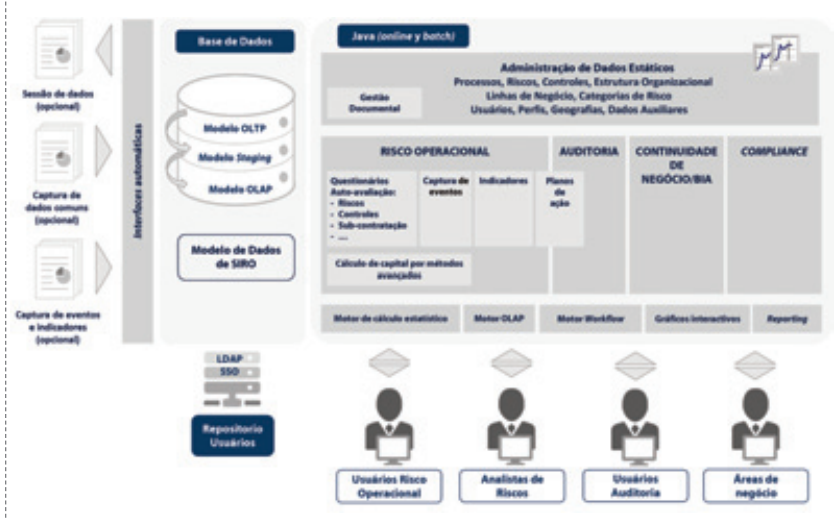 Sessão de dados
(opcional)
Captura de
dados comuns
(opcional)
Captura de eventos
e indicadores
(opcional)
Interfaces automáticas
Base de Dados
Modelo OLTP
Modelo Staging
Modelo OLAP
Modelo de Dados
de SIRO
LDAP
SSO
Repositorio
Usuários
Java (online y batch)
Administração de Dados Estáticos
Processos, Riscos, Controles, Estrutura Organizacional
Linhas de Negócio, Categorias de Risco
Usuários, Perfis, Geografias, Dados Auxiliares
Gestão
Documental
RISCO OPERACIONAL
Questionários
Auto-avaliação:
- Riscos
- Controles
- Sub-contratação
- ....
Captura de
eventos
Indicadores
Planos
de
ação
Cálculo de capital por métodos
avançados
AUDITORIA
CONTINUIDADE
DE
NEGÓCIO/BIA
COMPLIANCE
Motor de cálculo estatístico
Motor OLAP
Motor Workflow
Gráficos interactivos
Reporting
Usuários Risco
Operacional
Analistas de
Riscos
Usuários
Auditoria
Áreas de
negócio